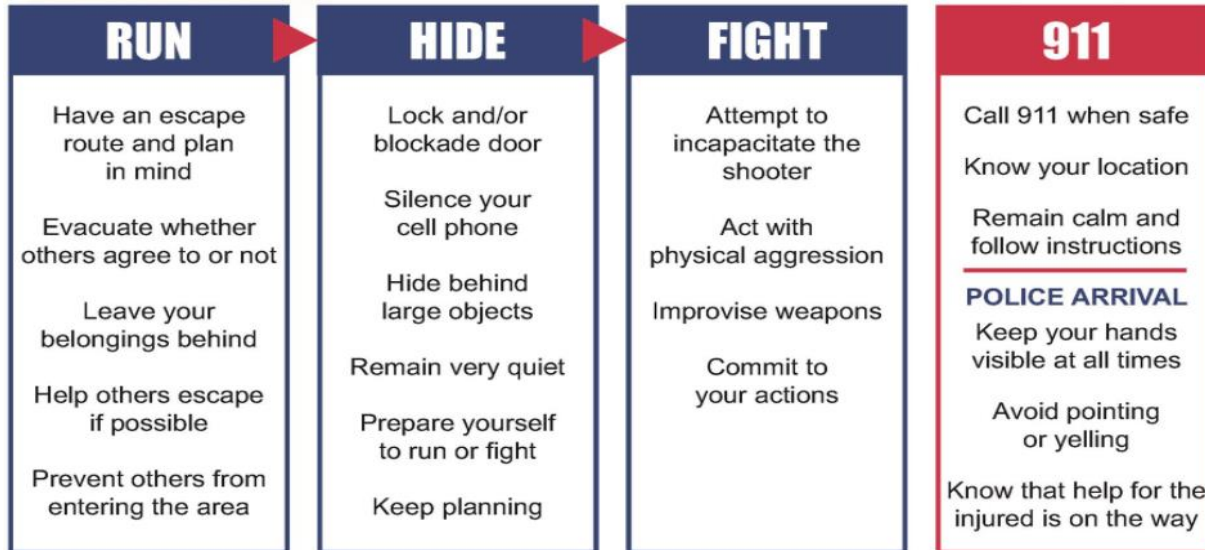 RUN
Have an escape
route and plan
in mind
Evacuate whether
others agree to or not
Leave your
belongings behind
Help others escape
if possible
Prevent others from
entering the area
HIDE
Lock and/or
blockade door
Silence your
cell phone
Hide behind
large objects
Remain very quiet
Prepare yourself
to run or fight
Keep planning
FIGHT
Attempt to
incapacitate the
shooter
Act with
physical aggression
Improvise weapons
Commit to
your actions
911
Call 911 when safe
Know your location
Remain calm and
follow instructions
POLICE ARRIVAL
Keep your hands
visible at all times
Avoid pointing
or yelling
Know that help for the
injured is on the way